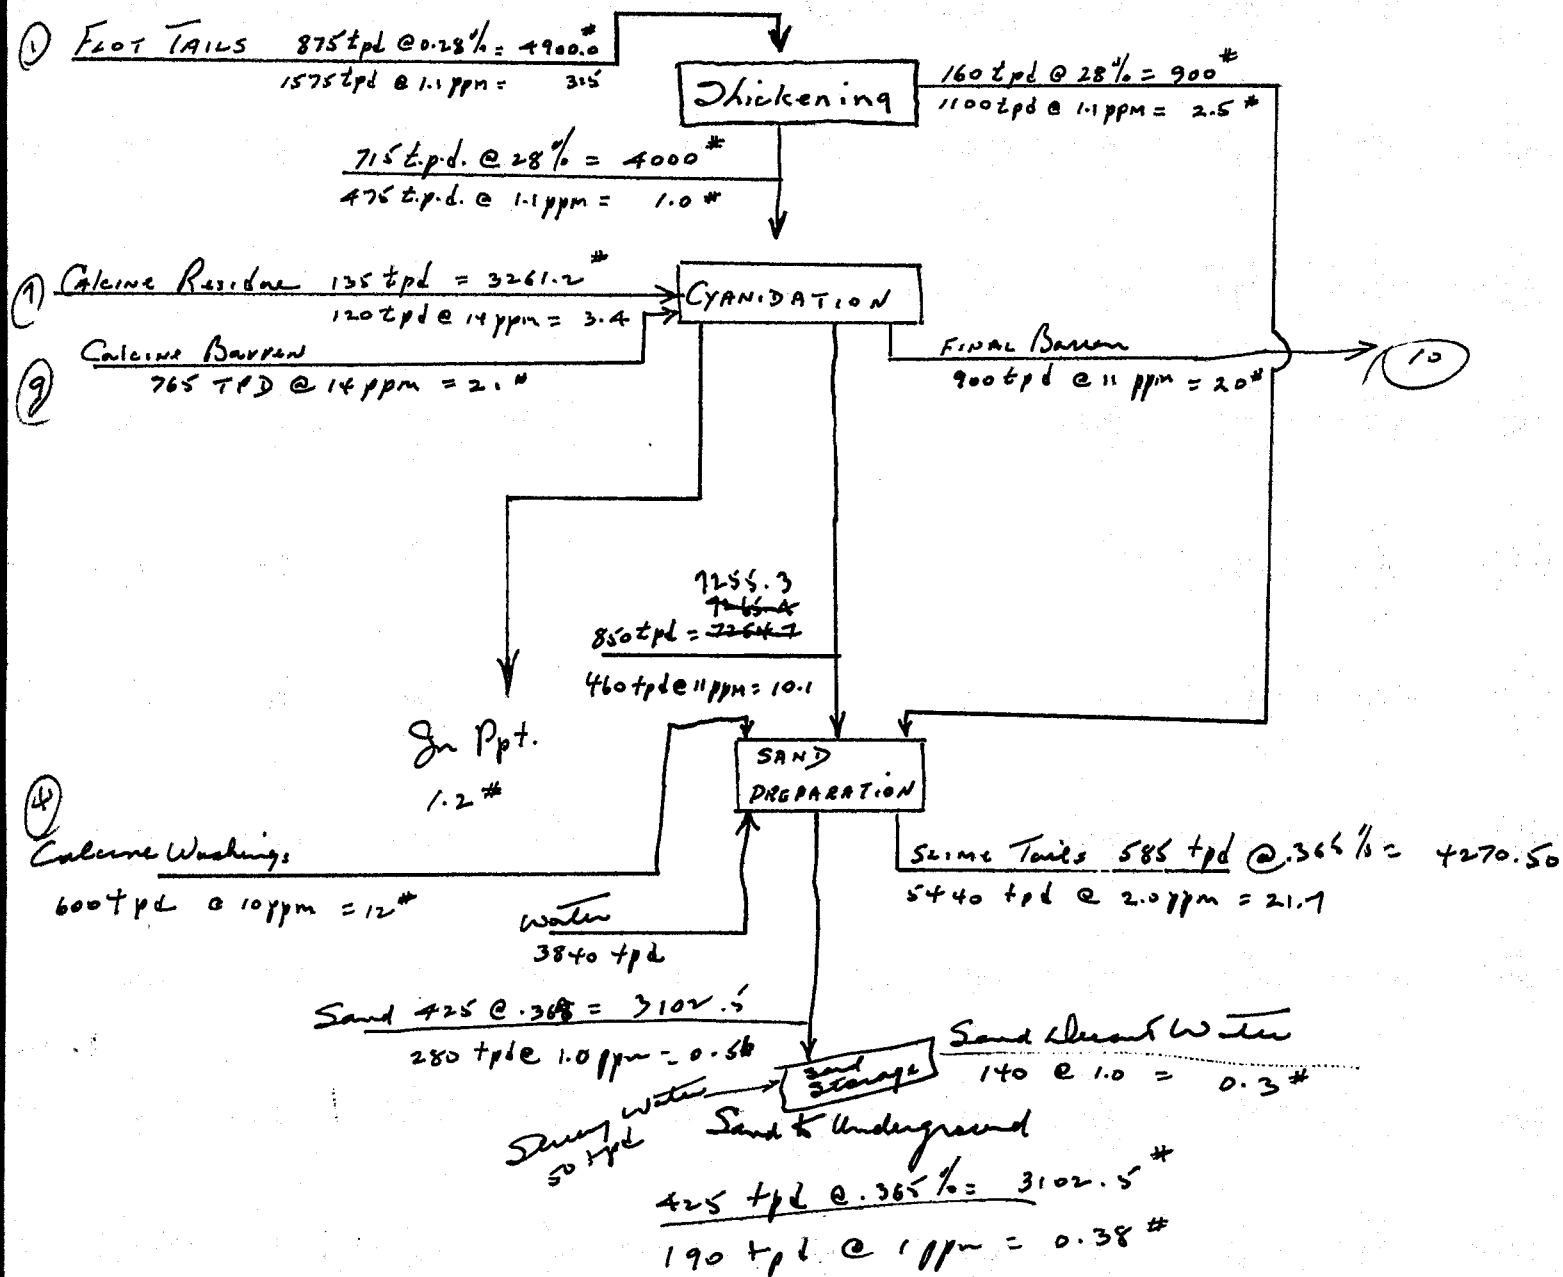 ① FLOT TAILS 875 tpd @ 0.28% = 4900.0 #
1575 tpd @ 1.1 ppm = 3.5
Thickening
160 tpd @ 28% = 900 #
1100 tpd @ 1.1 ppm = 2.5 #
715 t.p.d. @ 28% = 4000 #
475 t.p.d. @ 1.1 ppm = 1.0 #
Calcine Residue 135 tpd = 3261.2 #
120 tpd @ 14 ppm = 3.4
CYANIDATION
⑨ Calcine Barren
765 TPD @ 14 ppm = 21 #
FINAL Barren
900 tpd @ 11 ppm = 20 #
10
7255.3
850 tpd =
460 tpd @ 11 ppm = 10.1
In Ppt.
1.2 #
SAND
PREPARATION
④
Calcine Washings
600 tpd @ 10 ppm = 12 #
Water
3840 tpd
SLIME Tails 585 tpd @ .365% = 4270.50
5440 tpd @ 2.0 ppm = 21.7
Sand 425 @ .365 = 3102.5
280 tpd @ 1.0 ppm = 0.56
Sand
Storage
Sand Decant Water
140 @ 1.0 = 0.3 #
Water
50 tpd
Sand to Underground
425 tpd @ .365% = 3102.5 #
190 tpd @ 1 ppm = 0.38 #